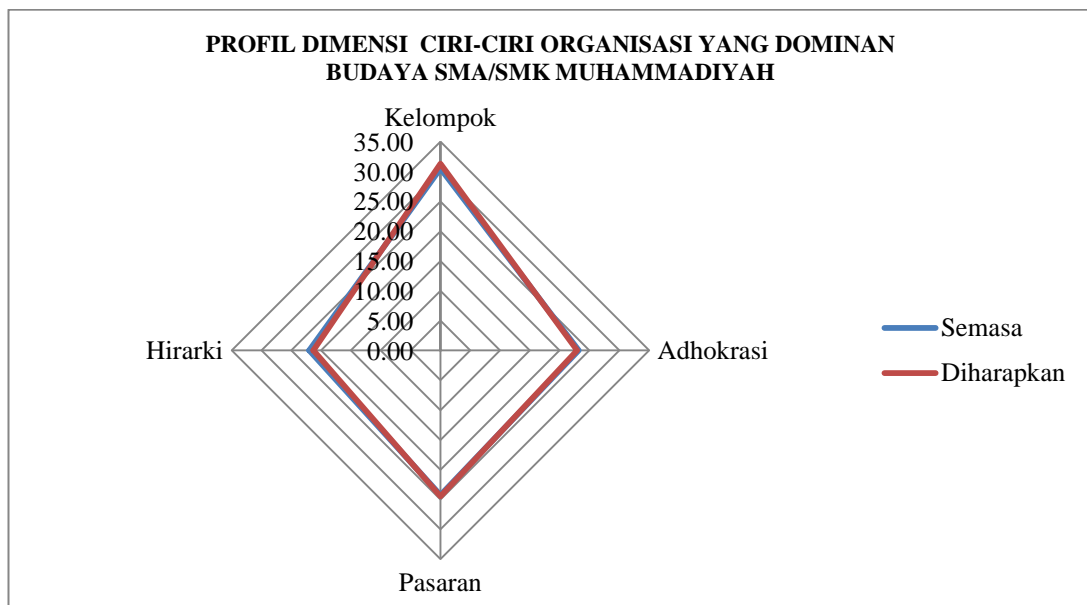 PROFIL DIMENSI CIRI-CIRI ORGANISASI YANG DOMINAN
BUDAYA SMA/SMK MUHAMMADIYAH
Kelompok
35.00
30.00
25.00
20.00
15.00
10.00
5.00
0.00
Hirarki
Adhokrasi
Pasaran
Semasa
Diharapkan